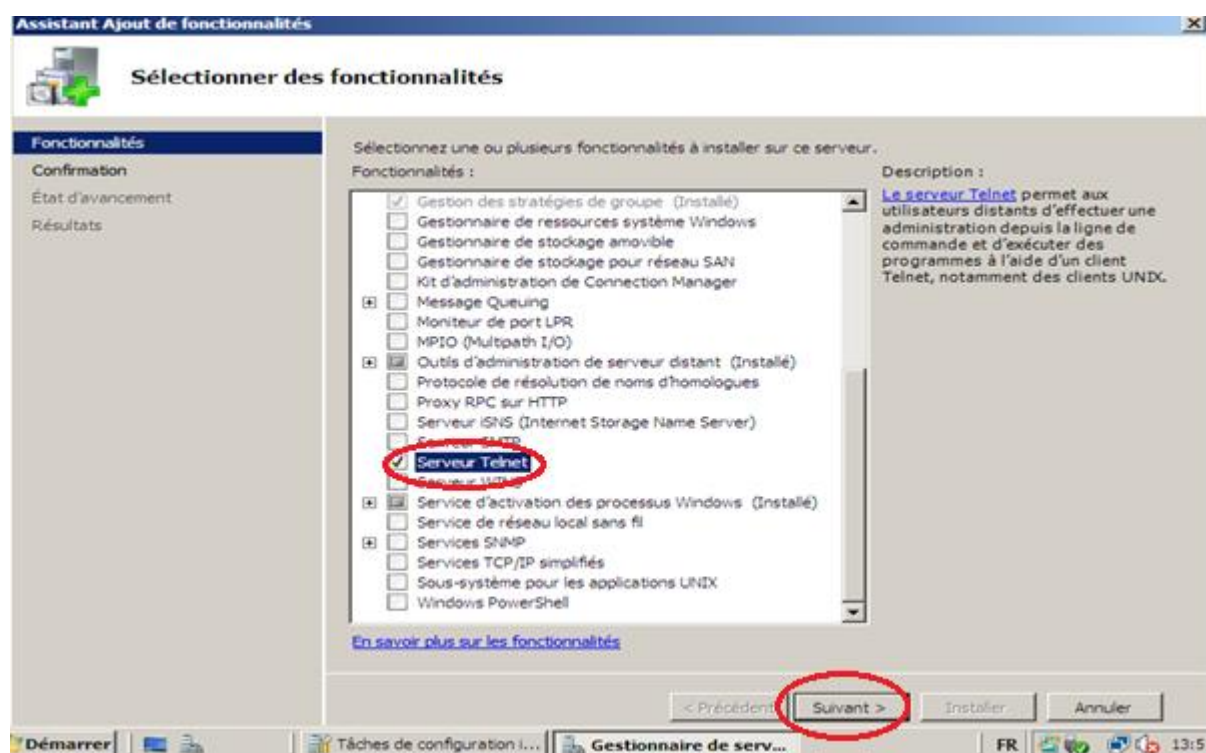 Assistant Ajout de fonctionnalités
Sélectionner des fonctionnalités
Fonctionnalités
Confirmation
État d'avancement
Résultats
Sélectionnez une ou plusieurs fonctionnalités à installer sur ce serveur.
Fonctionnalités :
Gestion des stratégies de groupe (Installé)
Gestionnaire de ressources système Windows
Gestionnaire de stockage amovible
Gestionnaire de stockage pour réseau SAN
Kit d'administration de Connection Manager
Message Queuing
Moniteur de port LPR
MPIO (Multipath I/O)
Outils d'administration de serveur distant (Installé)
Protocole de résolution de noms d'homologues
Proxy RPC sur HTTP
Serveur iSNS (Internet Storage Name Server)
Serveur SMTP
Serveur Telnet
Serveur WINS
Service d'activation des processus Windows (Installé)
Service de réseau local sans fil
Services SNMP
Services TCP/IP simplifiés
Sous-système pour les applications UNIX
Windows PowerShell
En savoir plus sur les fonctionnalités
Description :
Le serveur Telnet permet aux
utilisateurs distants d'effectuer une
administration depuis la ligne de
commande et d'exécuter des
programmes à l'aide d'un client
Telnet, notamment des clients UNIX.
< Précédent
Suivant >
Installer
Annuler
Démarrer
Tâches de configuration i...
Gestionnaire de serv...
FR
13:5